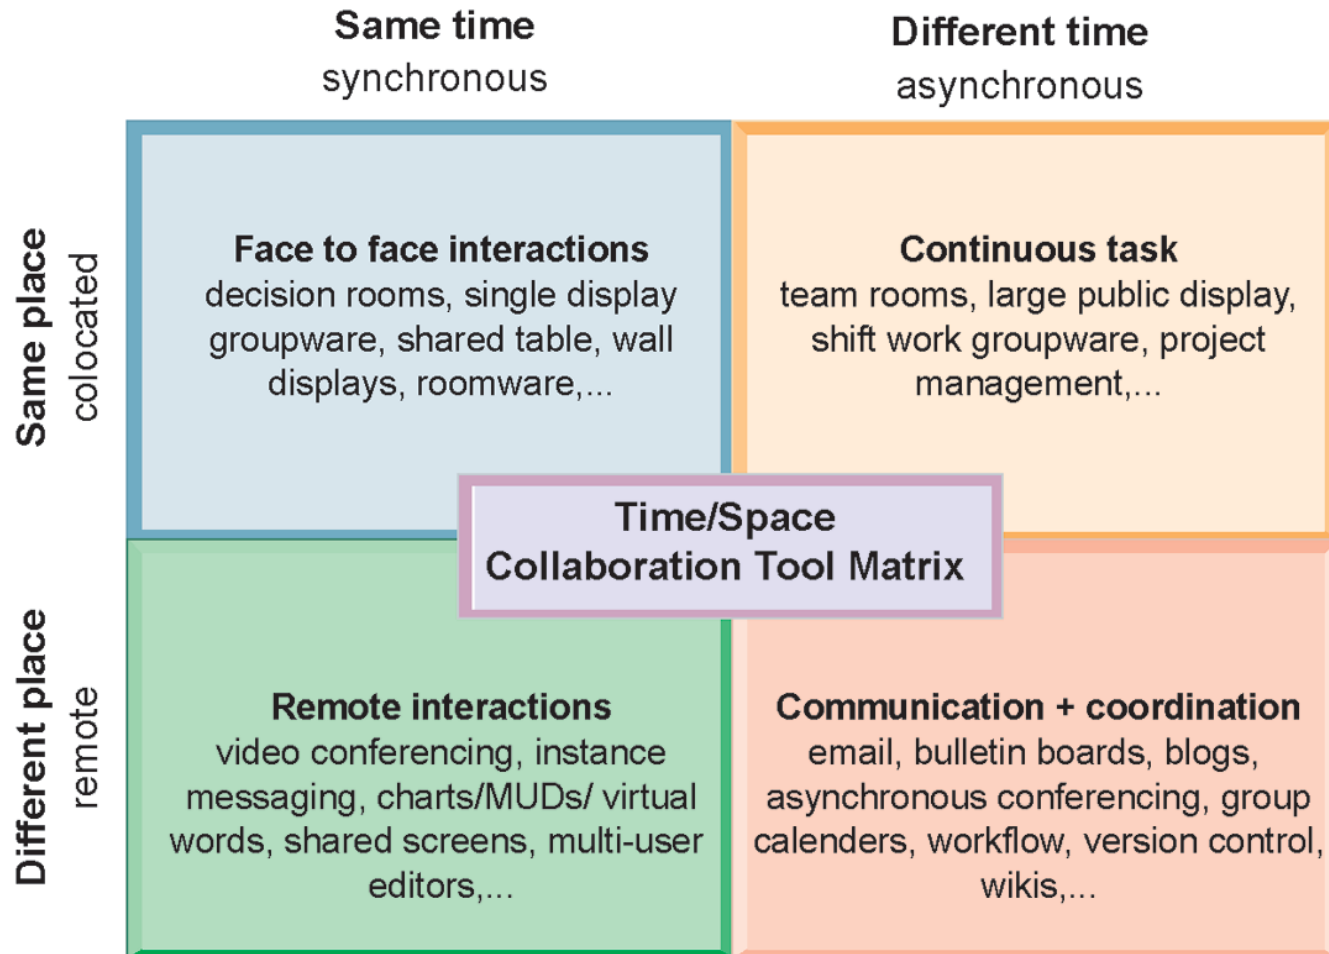 Same time
synchronous
Different time
asynchronous
Same place
colocated
Face to face interactions
decision rooms, single display
groupware, shared table, wall
displays, roomware,...
Continuous task
team rooms, large public display,
shift work groupware, project
management,...
Time/Space
Collaboration Tool Matrix
Different place
remote
Remote interactions
video conferencing, instance
messaging, charts/MUDs/ virtual
words, shared screens, multi-user
editors,...
Communication + coordination
email, bulletin boards, blogs,
asynchronous conferencing, group
calenders, workflow, version control,
wikis,...